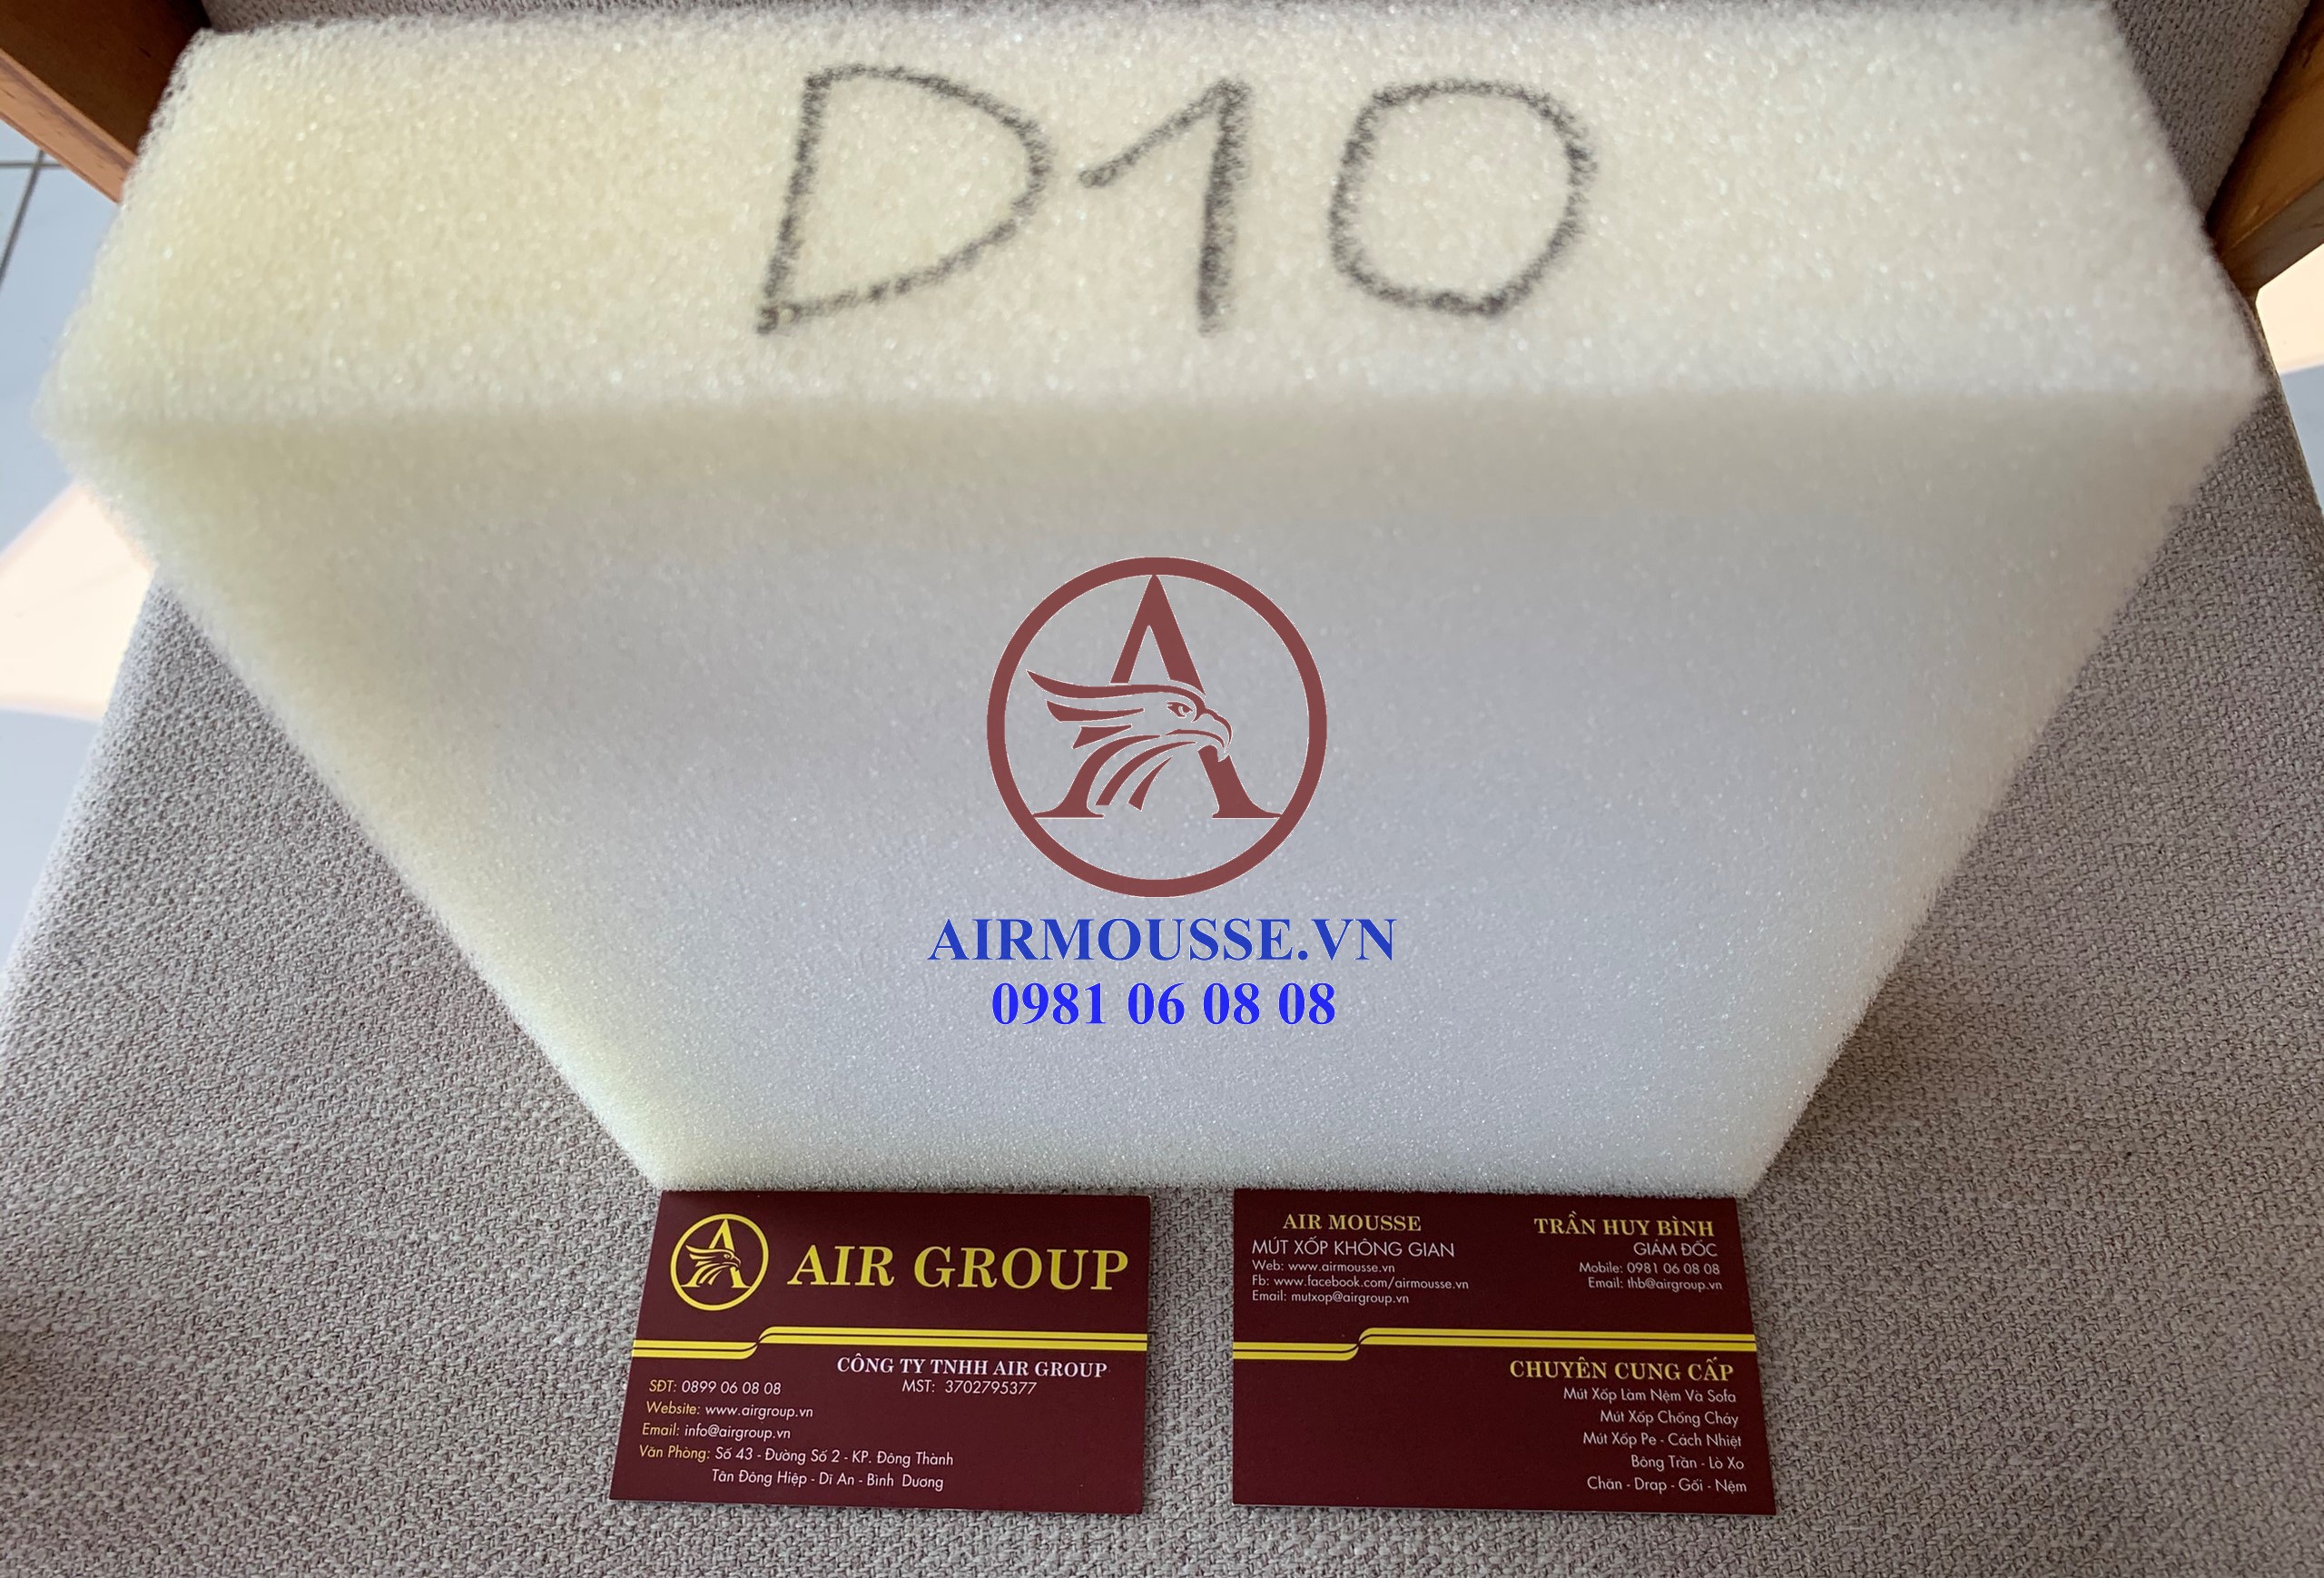 D10
AIRMOUSSE.VN
0981 06 08 08
AIR GROUP
CÔNG TY TNHH AIR GROUP
MST: 3702795377
SĐT: 0899 06 08 08
Website: www.airgroup.vn
Email: info@airgroup.vn
Văn Phòng: Số 43 - Đường Số 2 - KP. Đông Thành
Tân Đông Hiệp - Dĩ An - Bình Dương
AIR MOUSSE
MÚT XỐP KHÔNG GIAN
Web: www.airmousse.vn
Fb: www.facebook.com/airmousse.vn
Email: mutxop@airgroup.vn
TRẦN HUY BÌNH
GIÁM ĐỐC
Mobile: 0981 06 08 08
Email: thb@airgroup.vn
CHUYÊN CUNG CẤP
Mút Xốp Làm Nệm Và Sofa
Mút Xốp Chống Cháy
Mút Xốp Pe - Cách Nhiệt
Bông Trần - Lò Xo
Chăn - Drap - Gối - Nệm